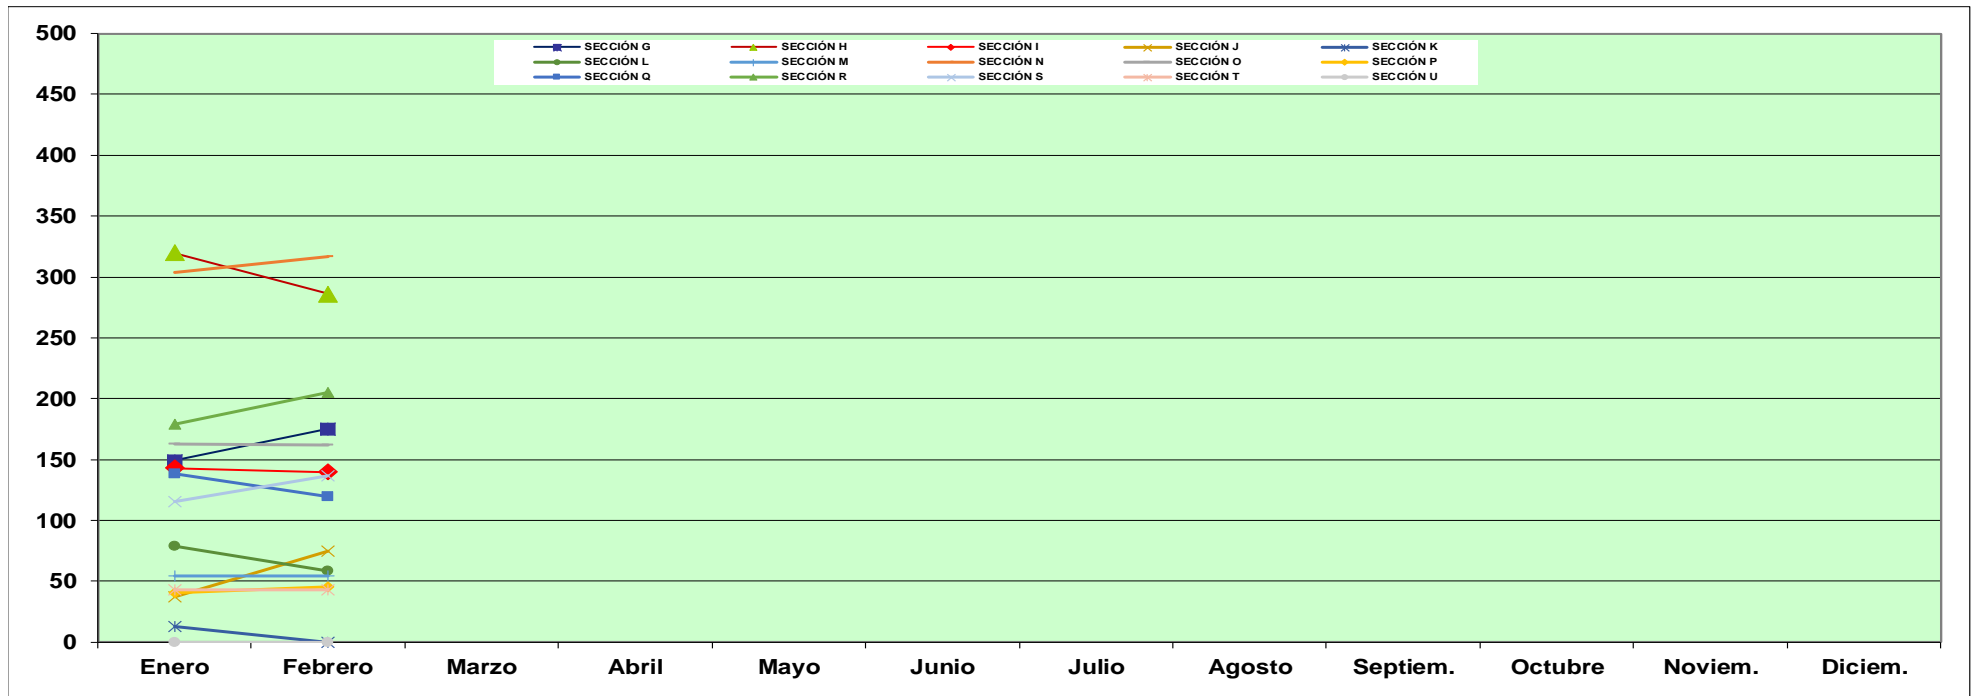 500
SECCIÓN G SECCIÓN H SECCIÓN I SECCIÓN J SECCIÓN K
SECCIÓN L SECCIÓN M SECCIÓN N SECCIÓN O SECCIÓN P
SECCIÓN Q SECCIÓN R SECCIÓN S SECCIÓN T SECCIÓN U
450
400
350
300
250
200
150
100
50
0
Enero Febrero Marzo Abril Mayo Junio Julio Agosto Septiem. Octubre Noviem. Diciem.